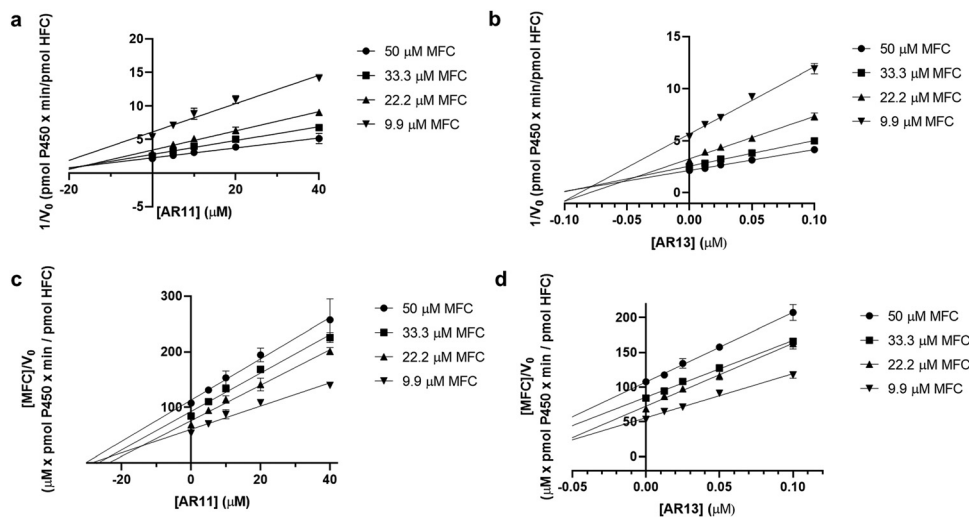 a
1/V0 (pmol P450 x min/pmol HFC)
20
15
10
5
-5
-20
0
20
40
[AR11] (μM)
50 μM MFC
33.3 μM MFC
22.2 μM MFC
9.9 μM MFC
b
1/V0 (pmol P450 x min/pmol HFC)
15
10
5
0
-0.10
-0.05
0.00
0.05
0.10
[AR13] (μM)
50 μM MFC
33.3 μM MFC
22.2 μM MFC
9.9 μM MFC
c
[MFC]/V0
(μM x pmol P450 x min / pmol HFC)
300
200
100
-20
0
20
40
[AR11] (μM)
50 μM MFC
33.3 μM MFC
22.2 μM MFC
9.9 μM MFC
d
[MFC]/V0
(μM x pmol P450 x min / pmol HFC)
200
150
100
50
0
-0.05
0.00
0.05
0.10
[AR13] (μM)
50 μM MFC
33.3 μM MFC
22.2 μM MFC
9.9 μM MFC